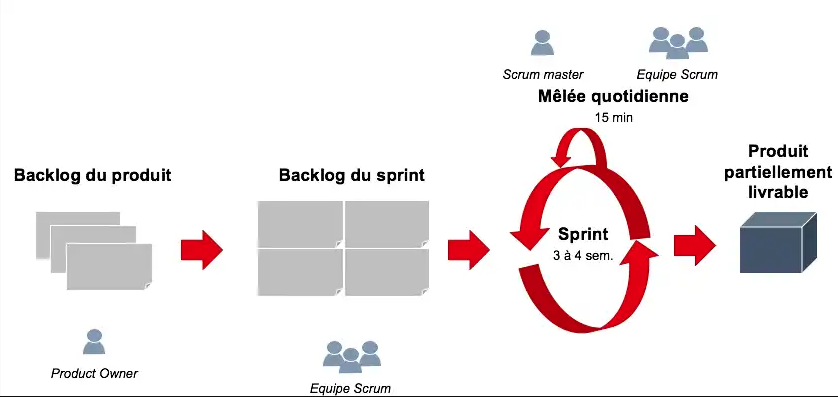 Scrum master
Equipe Scrum
Mêlée quotidienne
15 min
Backlog du produit
Backlog du sprint
Produit
partiellement
livrable
Sprint
3 à 4 sem.
Product Owner
Equipe Scrum